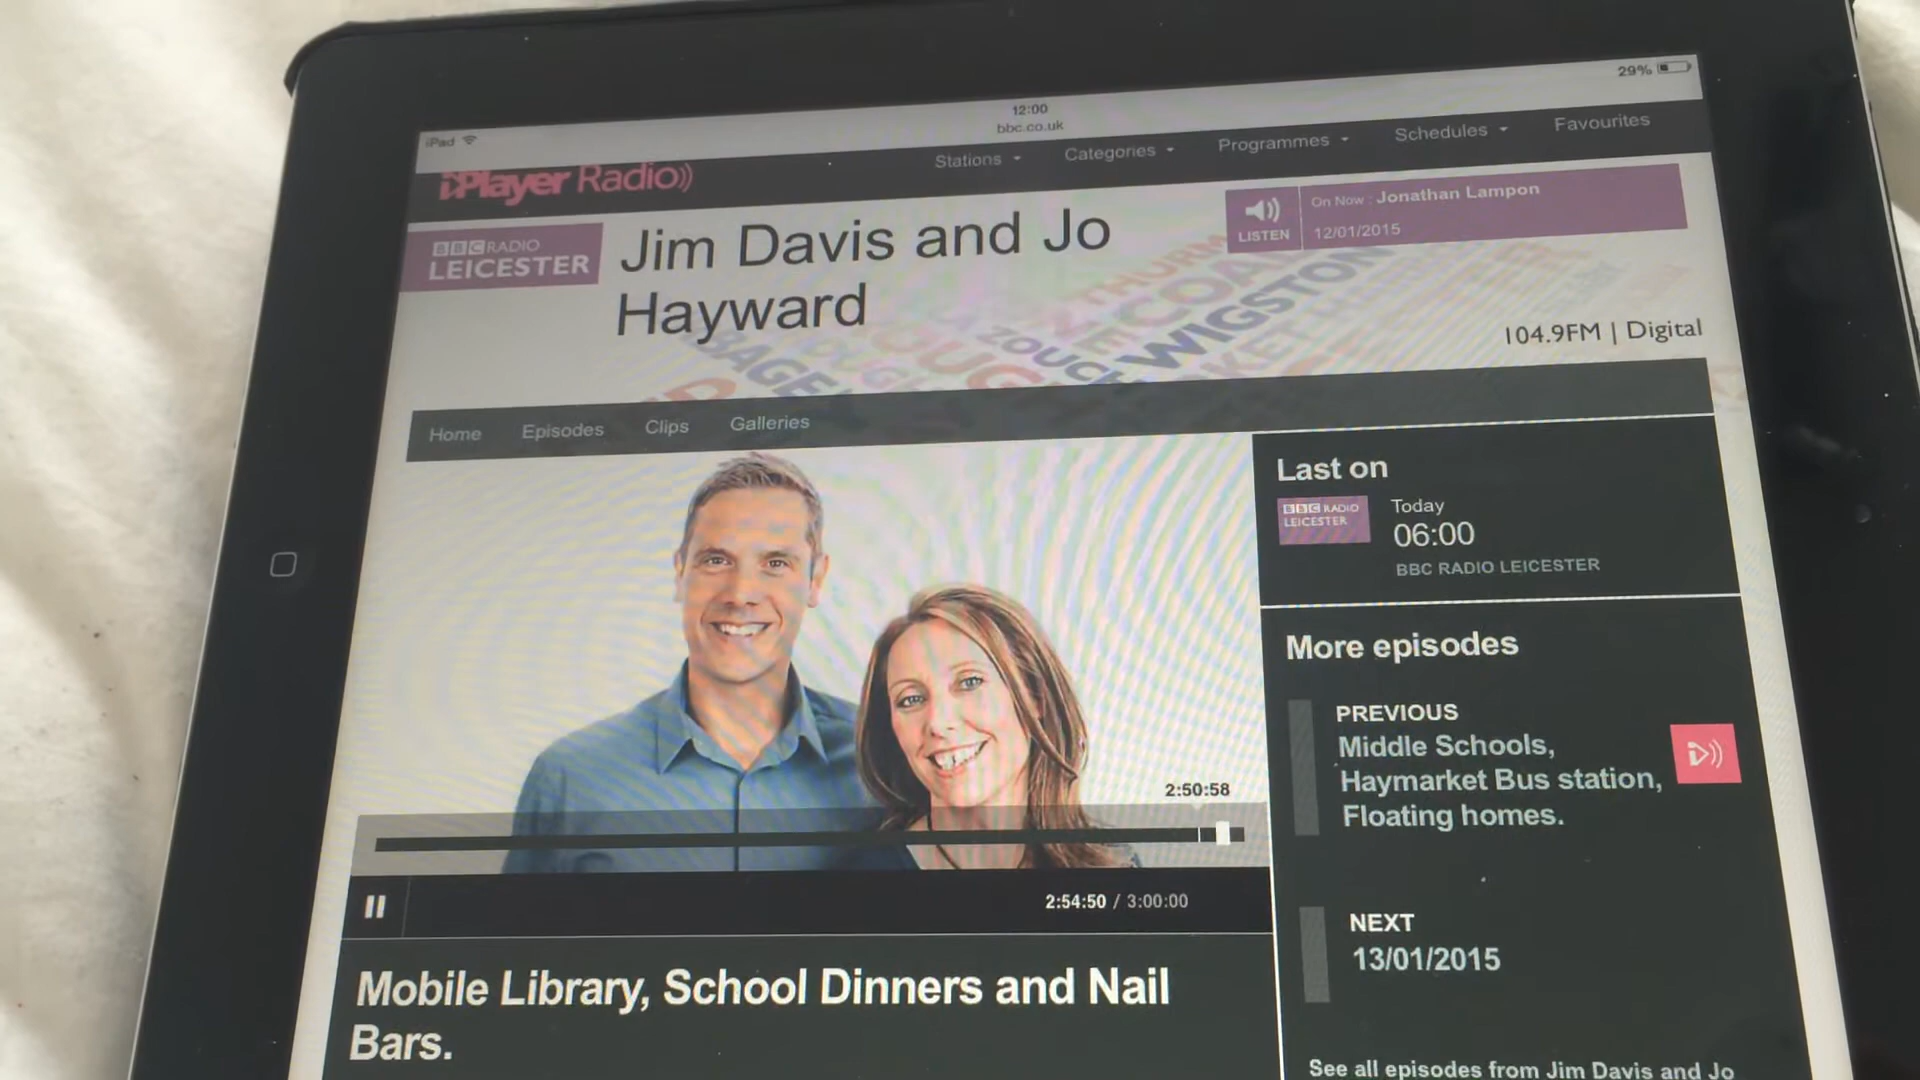 29%
12:00
iPad
bbc.co.uk
iPlayer Radio
Stations
Categories
Programmes
Schedules
Favourites
BBC RADIO
LEICESTER
Jim Davis and Jo
Hayward
LISTEN
On Now : Jonathan Lampon
12/01/2015
WIGSTON
ZOUCH
104.9FM | Digital
Home
Episodes
Clips
Galleries
Last on
BBC RADIO
LEICESTER
Today
06:00
BBC RADIO LEICESTER
More episodes
PREVIOUS
Middle Schools,
Haymarket Bus station,
Floating homes.
2:50:58
2:54:50 / 3:00:00
NEXT
13/01/2015
Mobile Library, School Dinners and Nail
Bars.
See all episodes from Jim Davis and Jo